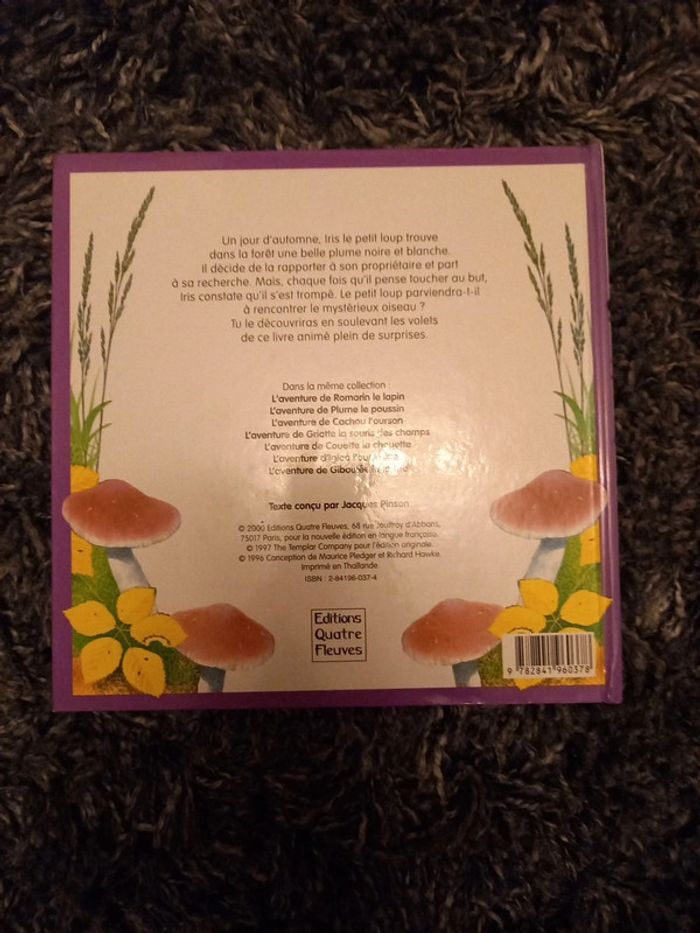 Un jour d'automne, Iris le petit loup trouve
dans la forêt une belle plume noire et blanche.
Il décide de la rapporter à son propriétaire et part
à sa recherche. Mais, chaque fois qu'il pense toucher au but,
Iris constate qu'il s'est trompé. Le petit loup parviendra-t-il
à rencontrer le mystérieux oiseau ?
Tu le découvriras en soulevant les volets
de ce livre animé plein de surprises.
Dans la même collection :
L'aventure de Romarin le lapin
L'aventure de Plume le poussin
L'aventure de Cachou l'ourson
L'aventure de Griotte la souris des champs
L'aventure de Couette la chouette
L'aventure
L'aventure de
Texte conçu par Jacques Pinson
© 2000 Editions Quatre Fleuves, 68 rue Jouffroy d'Abbans,
75017 Paris, pour la nouvelle édition en langue française.
© 1997 The Templar Company pour l'édition originale.
© 1996 Conception de Maurice Pledger et Richard Hawke.
Imprimé en Thaïlande.
ISBN : 2-84196-037-4
Editions
Quatre
Fleuves
9 782841 960378